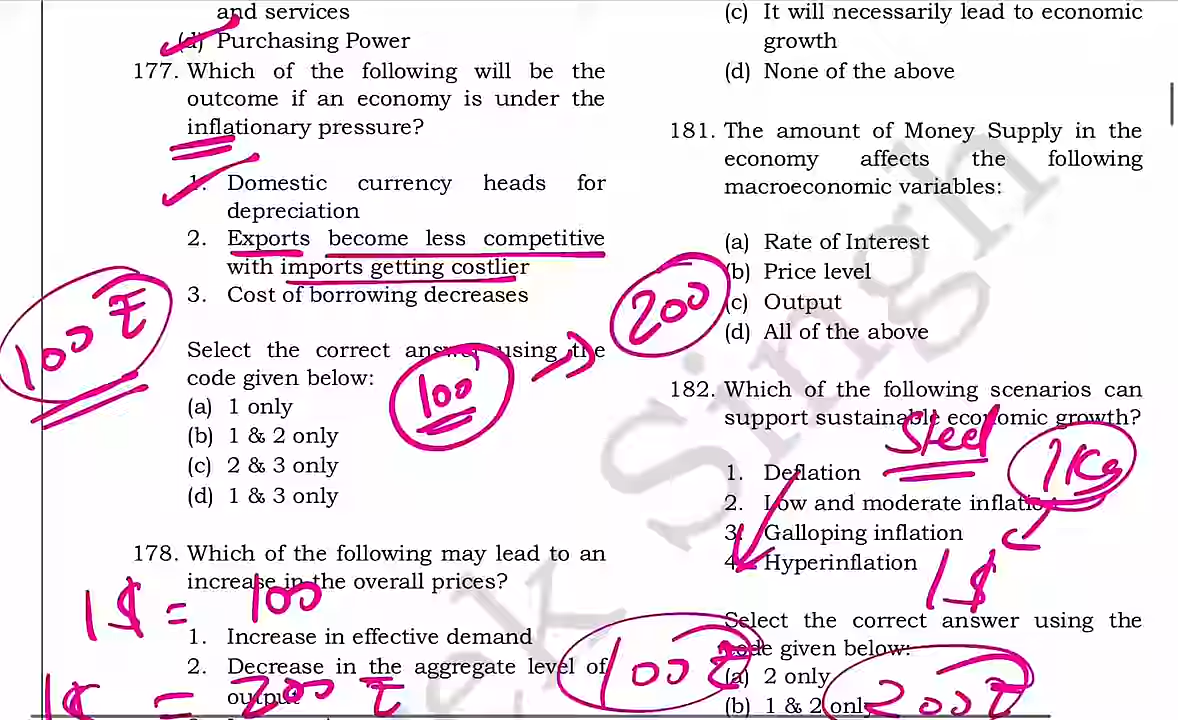 and services
(d) Purchasing Power
177. Which of the following will be the
outcome if an economy is under the
inflationary pressure?
1. Domestic currency heads for
depreciation
2. Exports become less competitive
with imports getting costlier
3. Cost of borrowing decreases
100 ₹
Select the correct answer using the
code given below:
100
(a) 1 only
(b) 1 & 2 only
(c) 2 & 3 only
(d) 1 & 3 only
178. Which of the following may lead to an
increase in the overall prices?
1$ = 100
1. Increase in effective demand
2. Decrease in the aggregate level of
output
1$ = 200 ₹
(c) It will necessarily lead to economic
growth
(d) None of the above
181. The amount of Money Supply in the
economy affects the following
macroeconomic variables:
(a) Rate of Interest
(b) Price level
200
(c) Output
(d) All of the above
182. Which of the following scenarios can
support sustainable economic growth?
Steel
1 Kg
1. Deflation
2. Low and moderate inflation
3. Galloping inflation
4. Hyperinflation
1$
Select the correct answer using the
code given below:
100 ₹
(a) 2 only
200 ₹
(b) 1 & 2 only
Singh